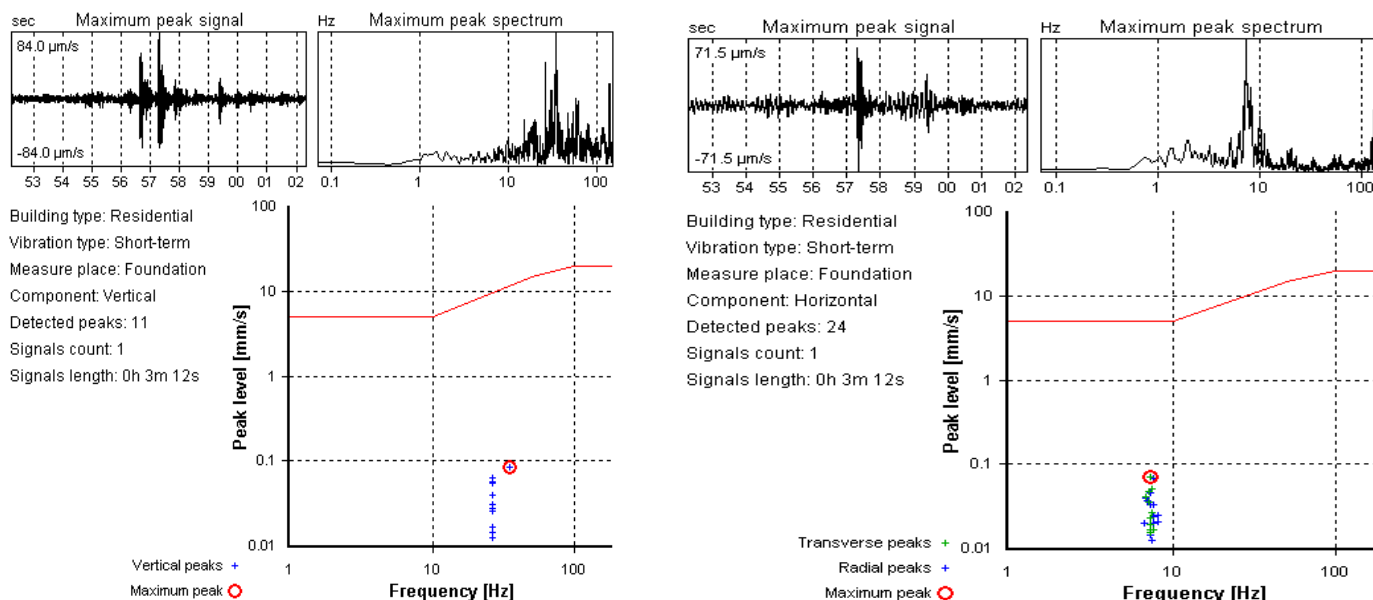 sec Maximum peak signal
84.0 µm/s
-84.0 µm/s
53 54 55 56 57 58 59 00 01 02
Hz Maximum peak spectrum
0.1 1 10 100
Building type: Residential
Vibration type: Short-term
Measure place: Foundation
Component: Vertical
Detected peaks: 11
Signals count: 1
Signals length: 0h 3m 12s
Peak level [mm/s]
100
10
1
0.1
0.01
1 10 100
Frequency [Hz]
Vertical peaks
Maximum peak
sec Maximum peak signal
71.5 µm/s
-71.5 µm/s
53 54 55 56 57 58 59 00 01 02
Hz Maximum peak spectrum
0.1 1 10 100
Building type: Residential
Vibration type: Short-term
Measure place: Foundation
Component: Horizontal
Detected peaks: 24
Signals count: 1
Signals length: 0h 3m 12s
Peak level [mm/s]
100
10
1
0.1
0.01
1 10 100
Frequency [Hz]
Transverse peaks
Radial peaks
Maximum peak